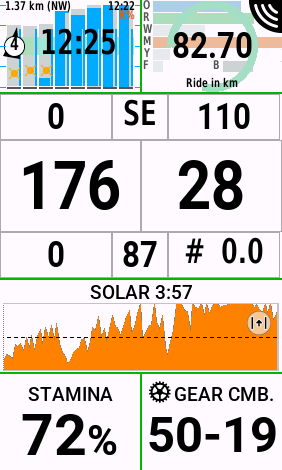 1.37 km (NW) 12:22
4
12:25
O
R
W
M
Y
F
82.70
B
Ride in km
0 SE 110
176 28
0 87 # 0.0
SOLAR 3:57
STAMINA
72%
GEAR CMB.
50-19